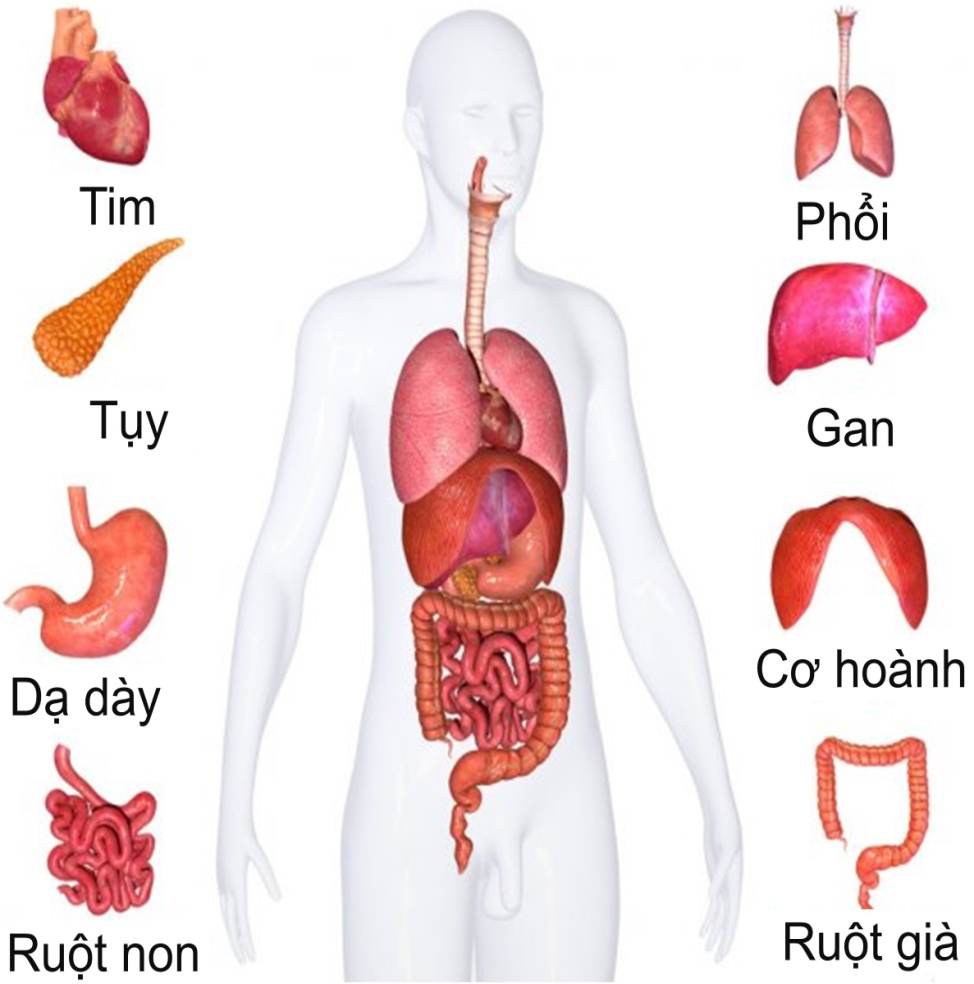 Tim
Phổi
Tụy
Gan
Dạ dày
Cơ hoành
Ruột non
Ruột già